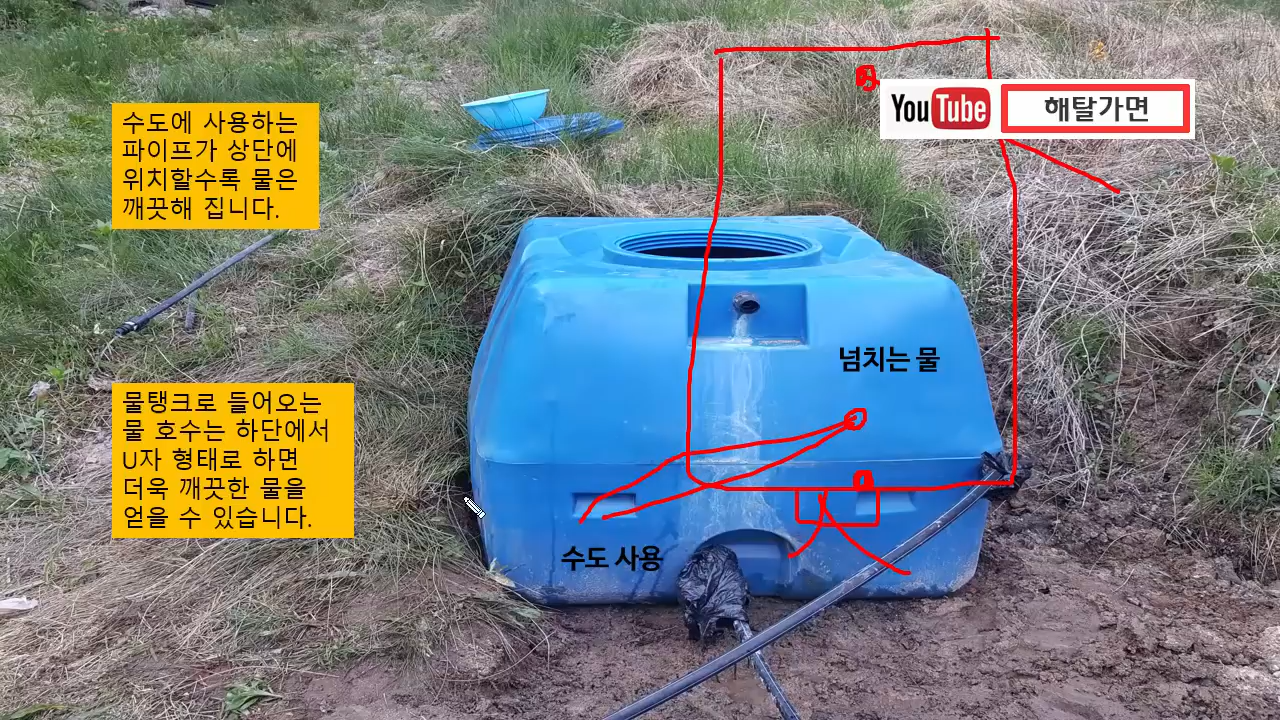 수도에 사용하는
파이프가 상단에
위치할수록 물은
깨끗해 집니다.
YouTube 해탈가면
넘치는 물
물탱크로 들어오는
물 호수는 하단에서
U자 형태로 하면
더욱 깨끗한 물을
얻을 수 있습니다.
수도 사용